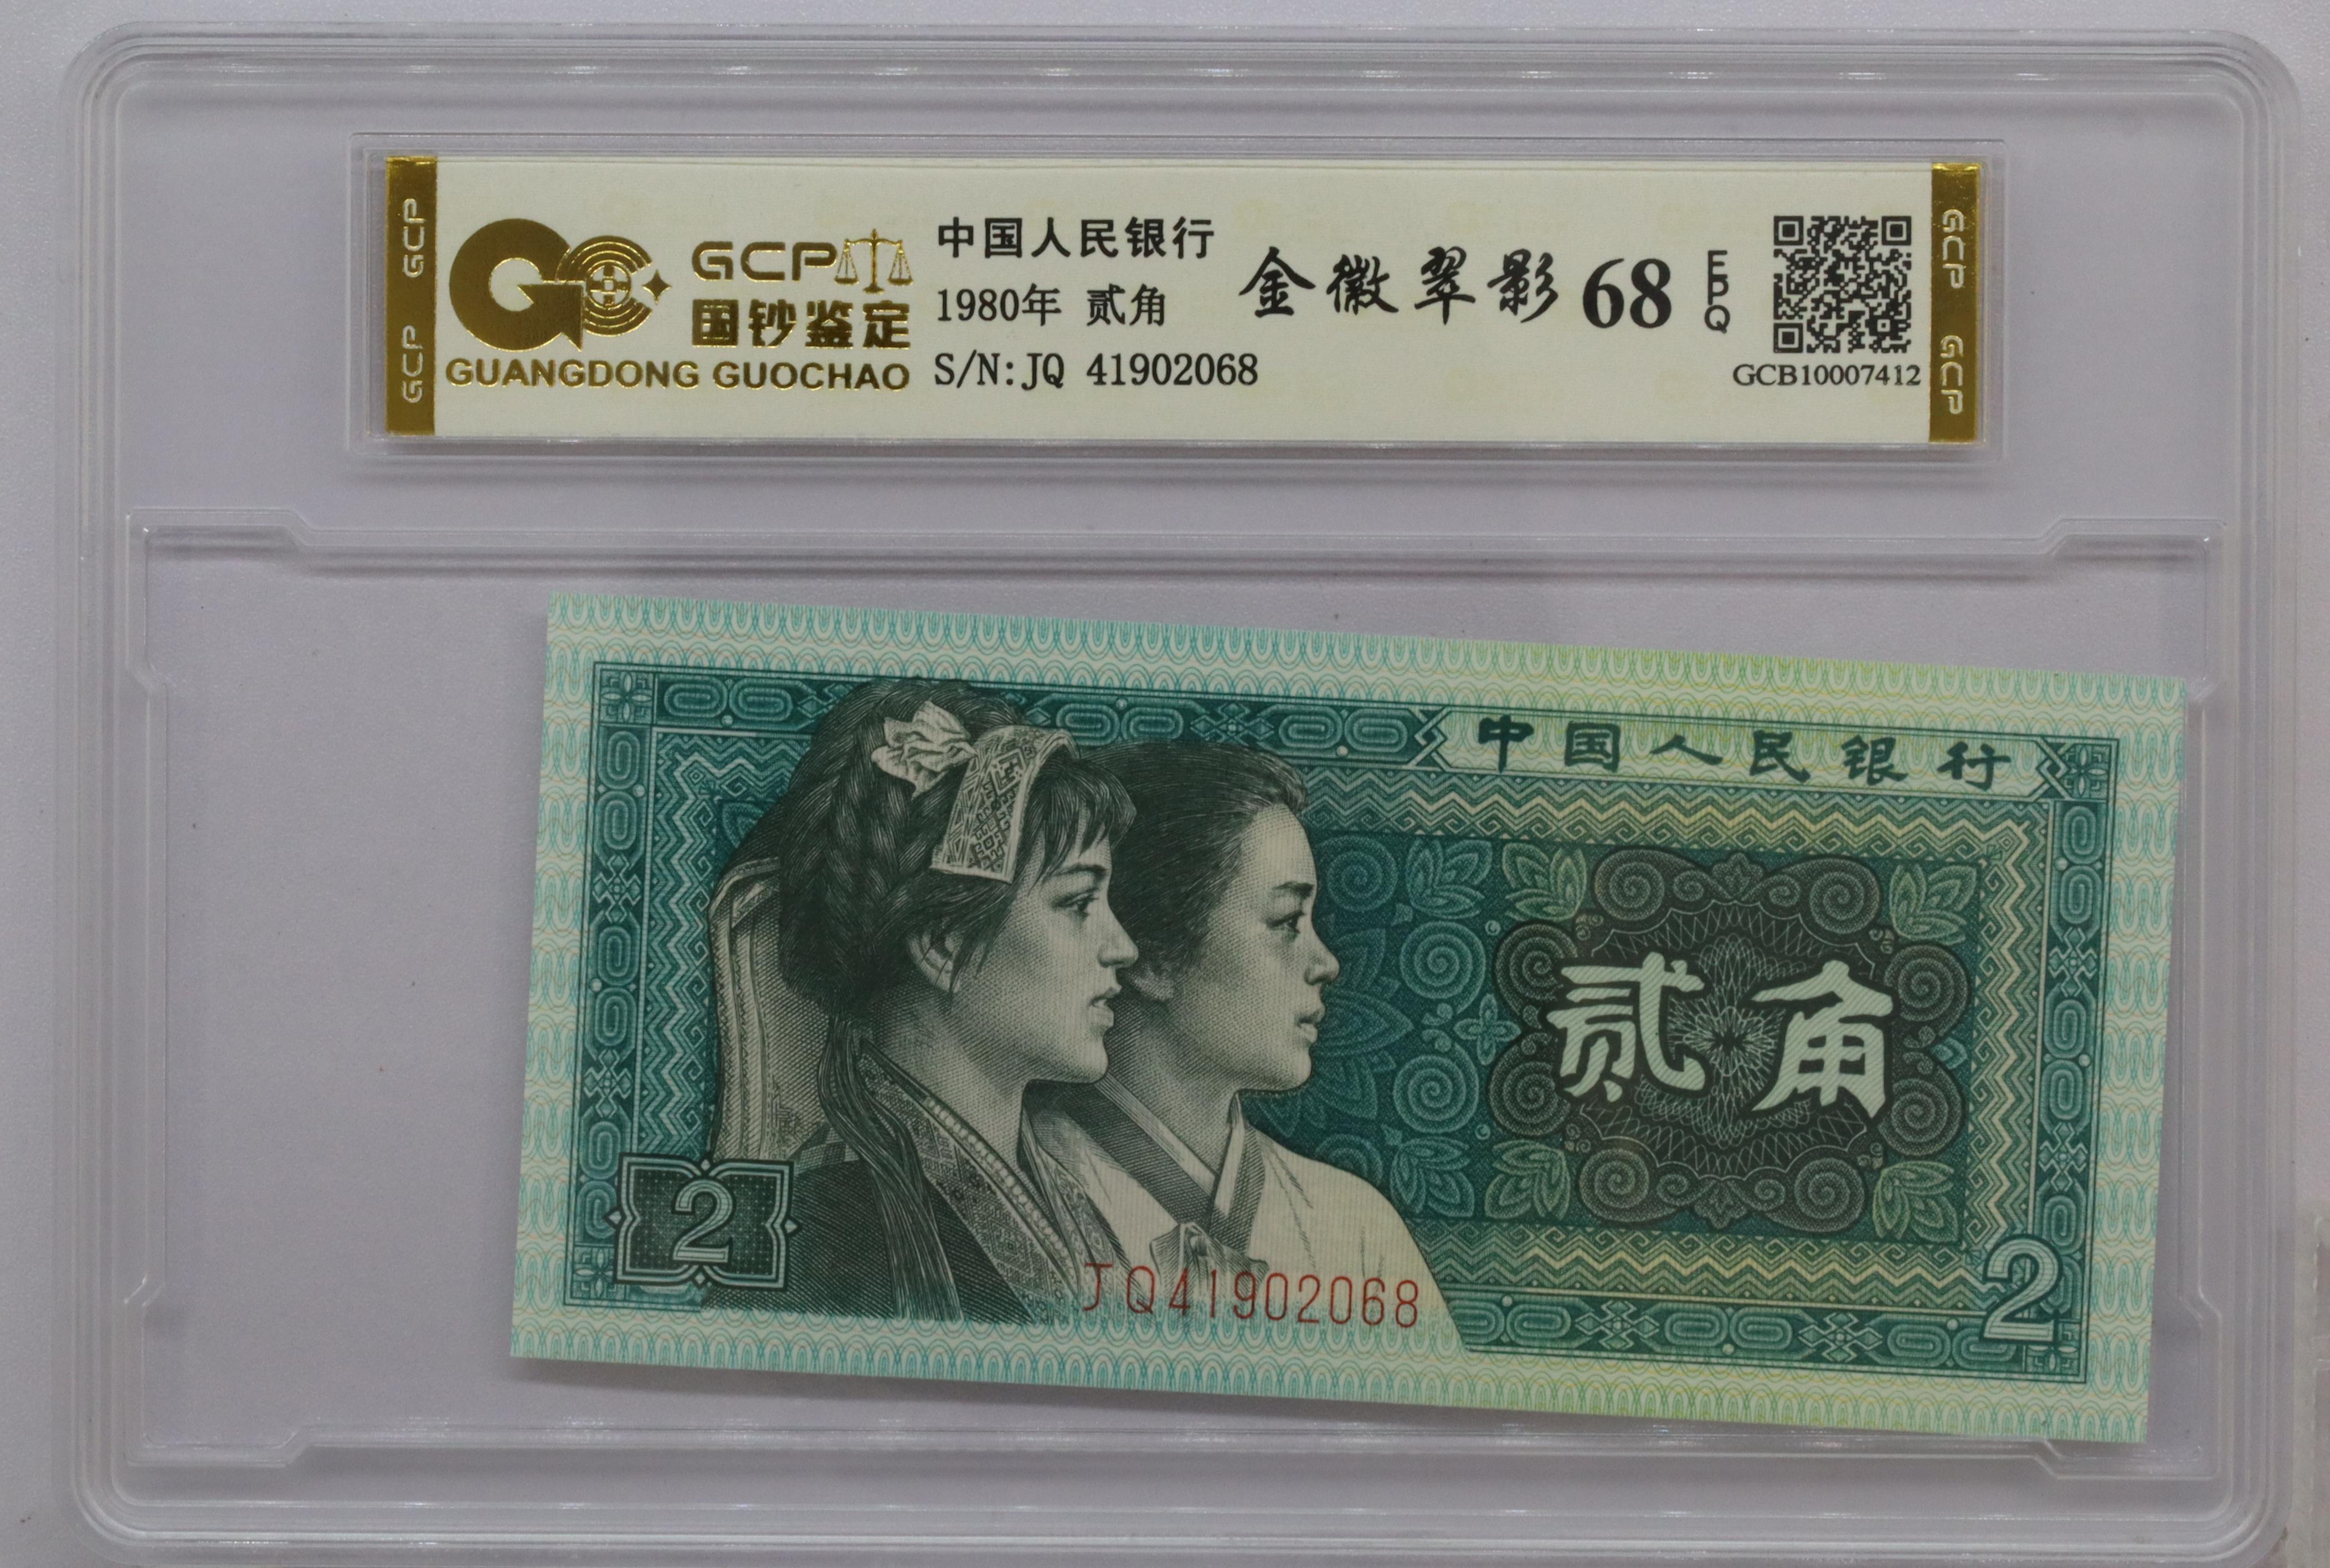 GCP GCP
GCP
国钞鉴定
GUANGDONG GUOCHAO
中国人民银行
1980年 贰角
S/N:JQ 41902068
金徽翠影 68 EPQ
GCB10007412
GCP GCP
中国人民银行
贰角
2
JQ41902068
2